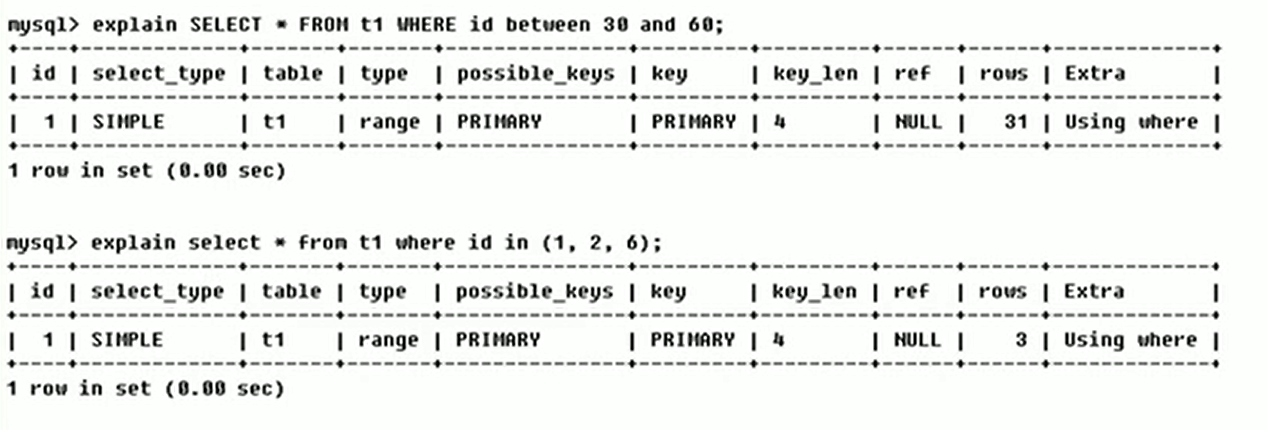 mysql> explain SELECT * FROM t1 WHERE id between 30 and 60;
+----+-------------+-------+-------+---------------+---------+---------+------+------+-------------+
| id | select_type | table | type  | possible_keys | key     | key_len | ref  | rows | Extra       |
+----+-------------+-------+-------+---------------+---------+---------+------+------+-------------+
|  1 | SIMPLE      | t1    | range | PRIMARY       | PRIMARY | 4       | NULL |   31 | Using where |
+----+-------------+-------+-------+---------------+---------+---------+------+------+-------------+
1 row in set (0.00 sec)
mysql> explain select * from t1 where id in (1, 2, 6);
+----+-------------+-------+-------+---------------+---------+---------+------+------+-------------+
| id | select_type | table | type  | possible_keys | key     | key_len | ref  | rows | Extra       |
+----+-------------+-------+-------+---------------+---------+---------+------+------+-------------+
|  1 | SIMPLE      | t1    | range | PRIMARY       | PRIMARY | 4       | NULL |    3 | Using where |
+----+-------------+-------+-------+---------------+---------+---------+------+------+-------------+
1 row in set (0.00 sec)